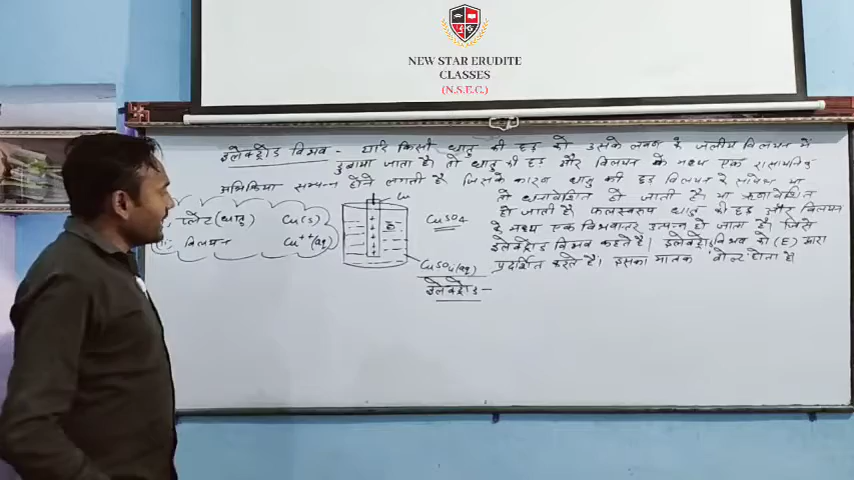 NEW STAR ERUDITE
CLASSES
(N.S.E.C.)
इलेक्ट्रोड विभव - यदि किसी धातु की छड़ को उसके लवण के जलीय विलयन में
डुबाया जाता है। तो धातु की छड़ और विलयन के मध्य एक रासायनिक
अभिक्रिया सम्पन्न होने लगती है जिसके कारण धातु की छड़ विलयन के सापेक्ष या
तो धनावेशित हो जाती है, या ऋणावेशित
हो जाती है। फलस्वरूप धातु की छड़ और विलयन
के मध्य एक विभवान्तर उत्पन्न हो जाता है। जिसे
इलेक्ट्रोड विभव कहते है। इलेक्ट्रोड विभव को (E) द्वारा
प्रदर्शित करते है। इसका मात्रक 'वोल्ट' होता है
प्लेट (धातु) Cu(s)
विलयन Cu++(aq)
Cu
CuSO4
CuSO4(aq)
इलेक्ट्रोड -